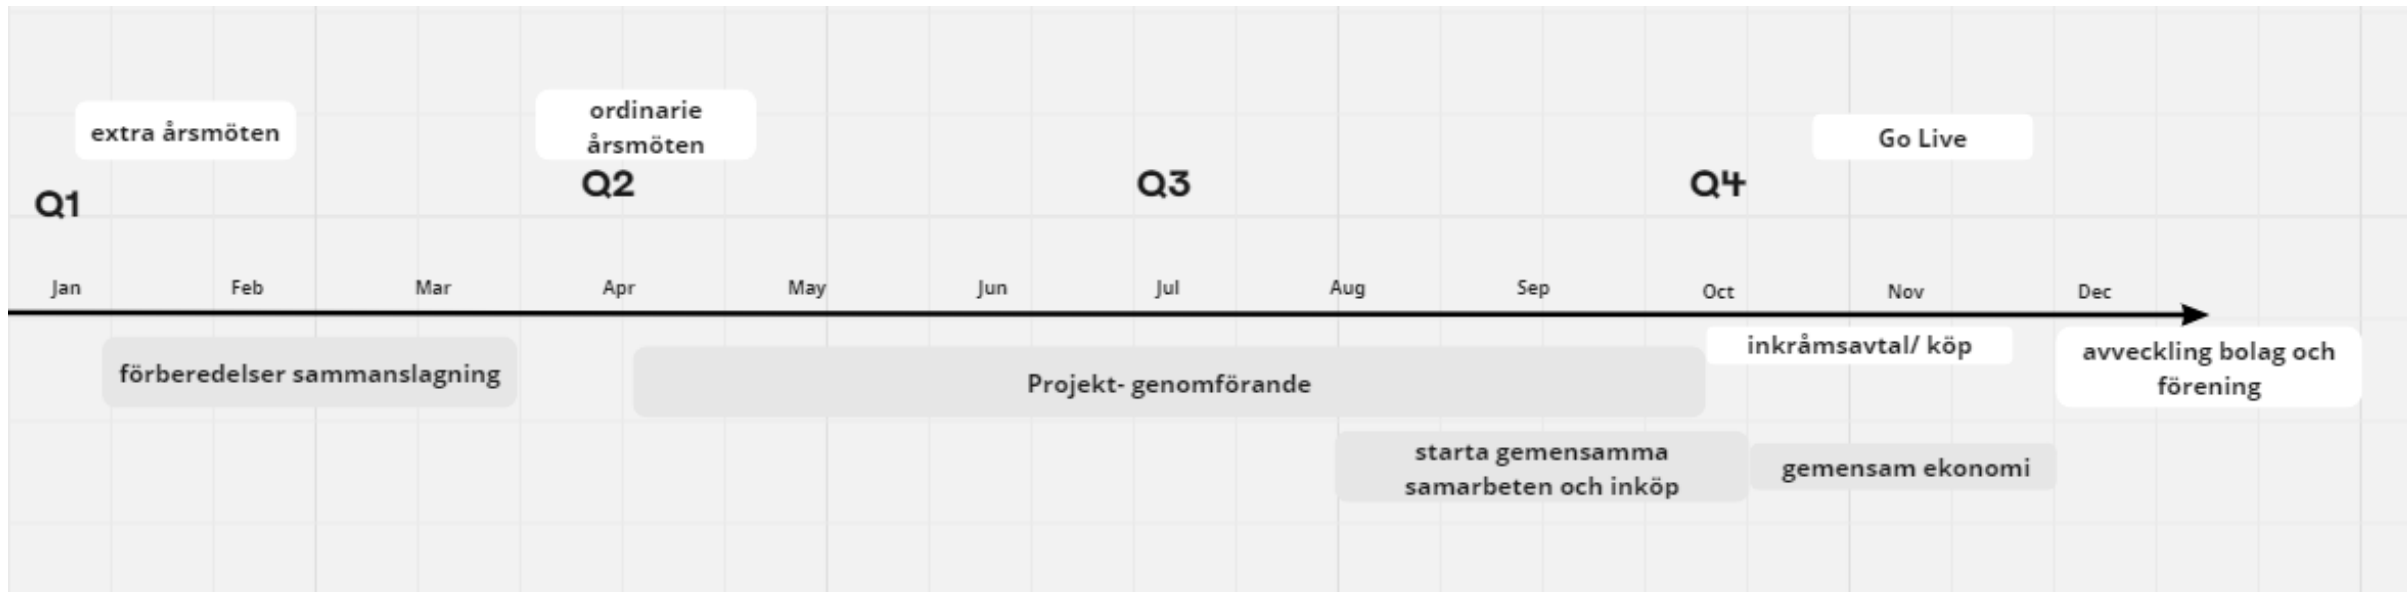 ordinarie
årsmöten
extra årsmöten
Go Live
Q1
Q2
Q3
Q4
Jan
Feb
Mar
Apr
May
Jun
Jul
Aug
Sep
Oct
Nov
Dec
förberedelser sammanslagning
Projekt- genomförande
inkråmsavtal/ köp
avveckling bolag och
förening
starta gemensamma
samarbeten och inköp
gemensam ekonomi